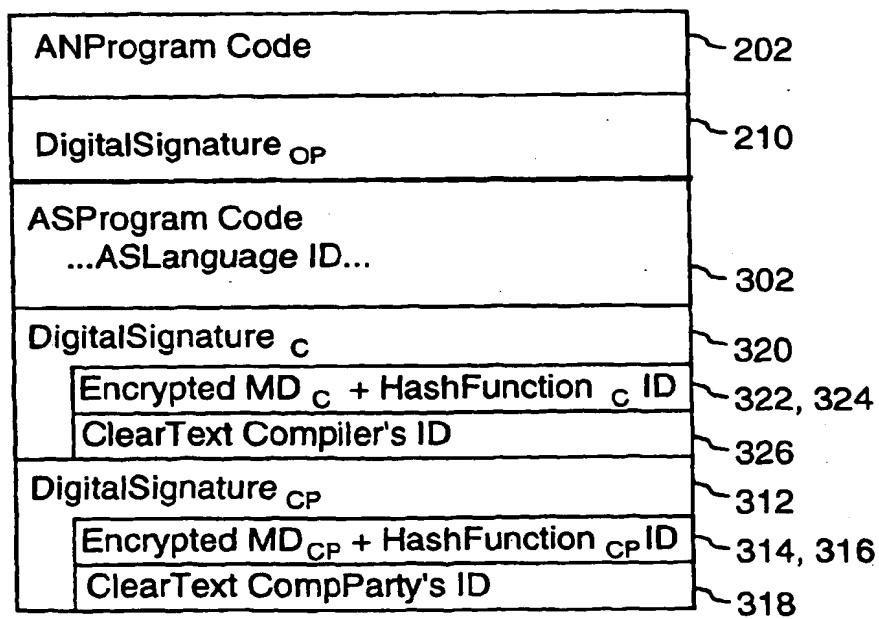 ANProgram Code 202
DigitalSignature OP 210
ASProgram Code
...ASLanguage ID... 302
DigitalSignature C 320
Encrypted MD C + HashFunction C ID 322, 324
ClearText Compiler's ID 326
DigitalSignature CP 312
Encrypted MD CP + HashFunction CP ID 314, 316
ClearText CompParty's ID 318